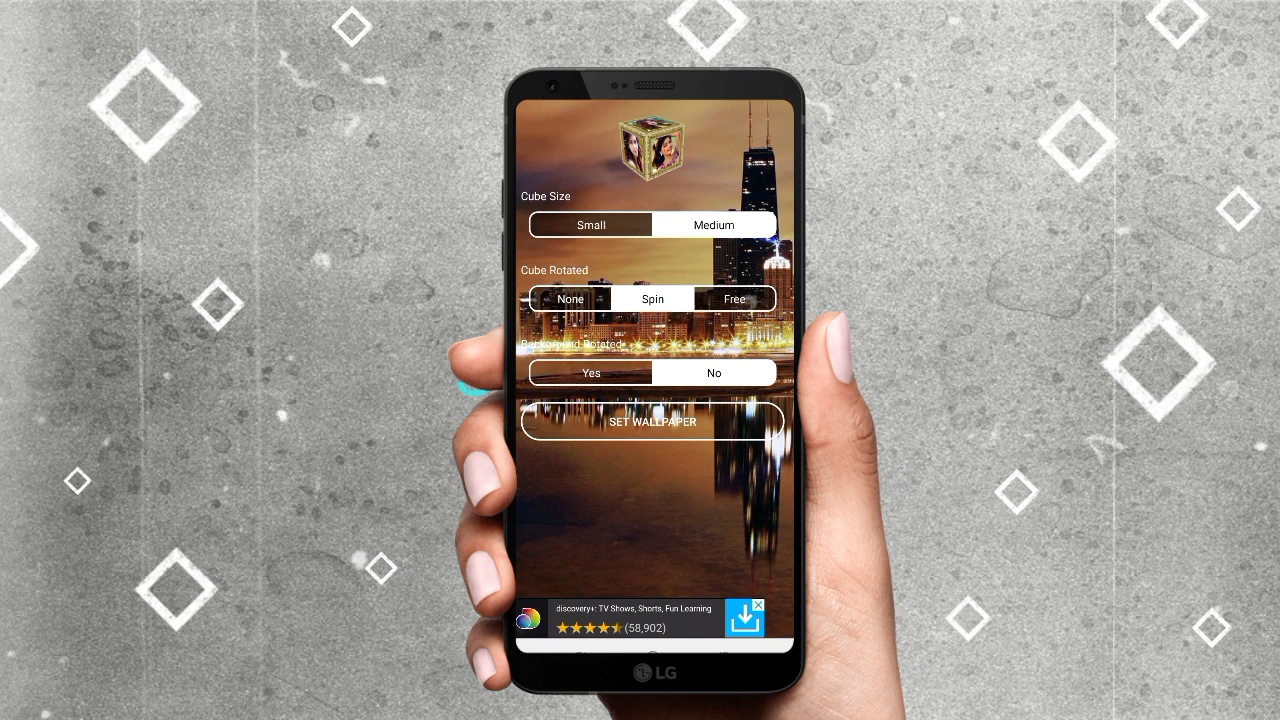 Cube Size
Small Medium
Cube Rotated
None Spin Free
Background Roteted
Yes No
SET WALLPAPER
discovery+: TV Shows, Shorts, Fun Learning
(58,902)
LG